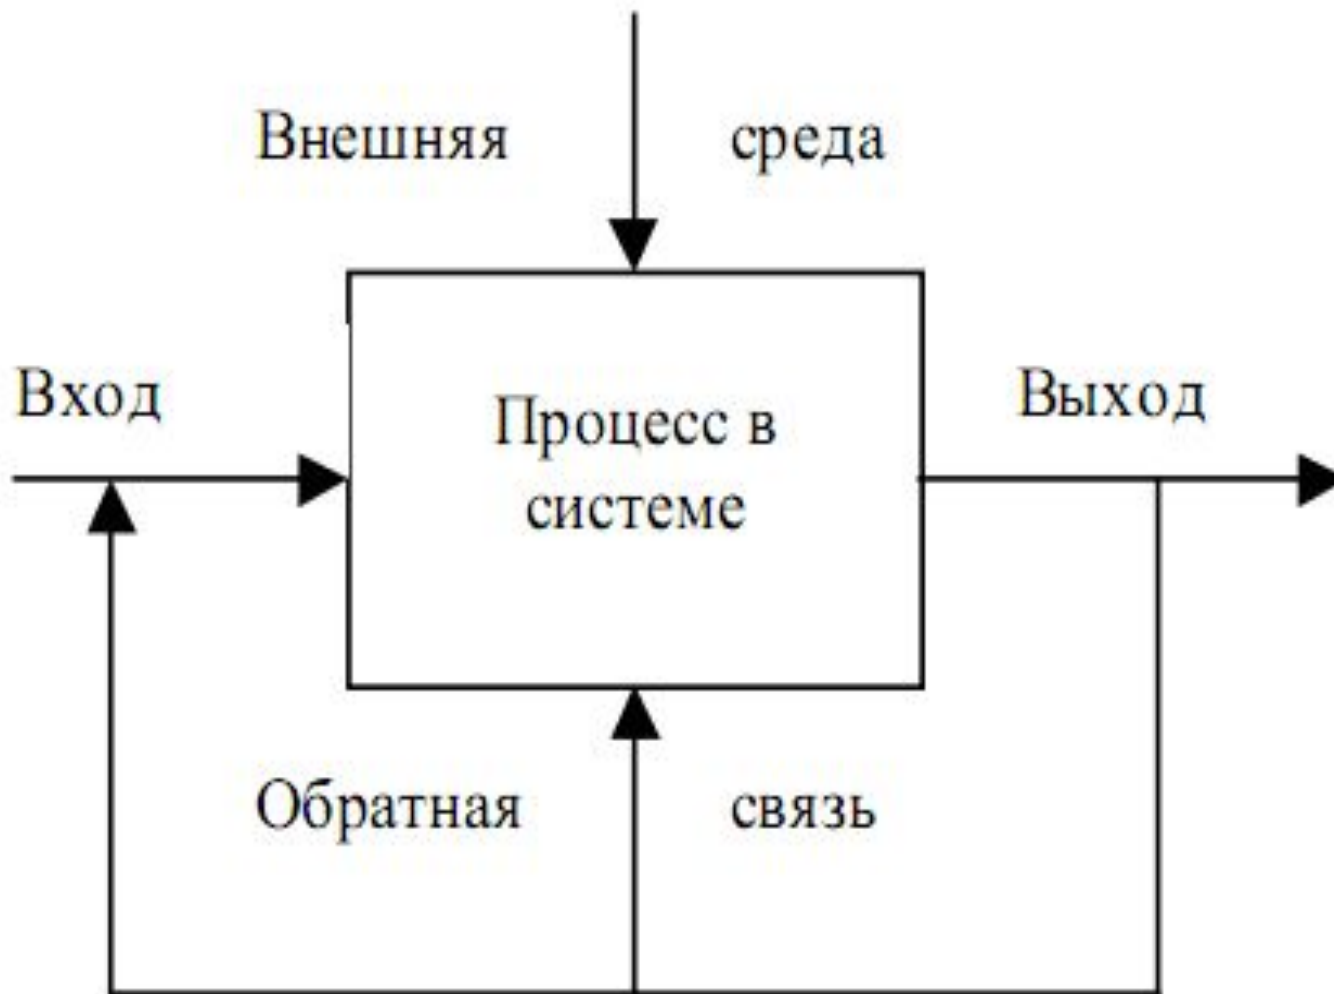 Внешняя среда
Вход
Процесс в
системе
Выход
Обратная связь